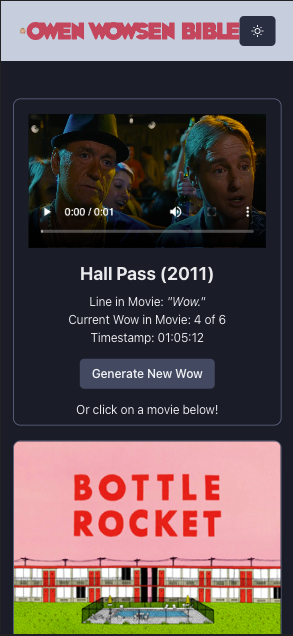 OWEN WOWSEN BIBLE
0:00 / 0:01
Hall Pass (2011)
Line in Movie: "Wow."
Current Wow in Movie: 4 of 6
Timestamp: 01:05:12
Generate New Wow
Or click on a movie below!
BOTTLE
ROCKET